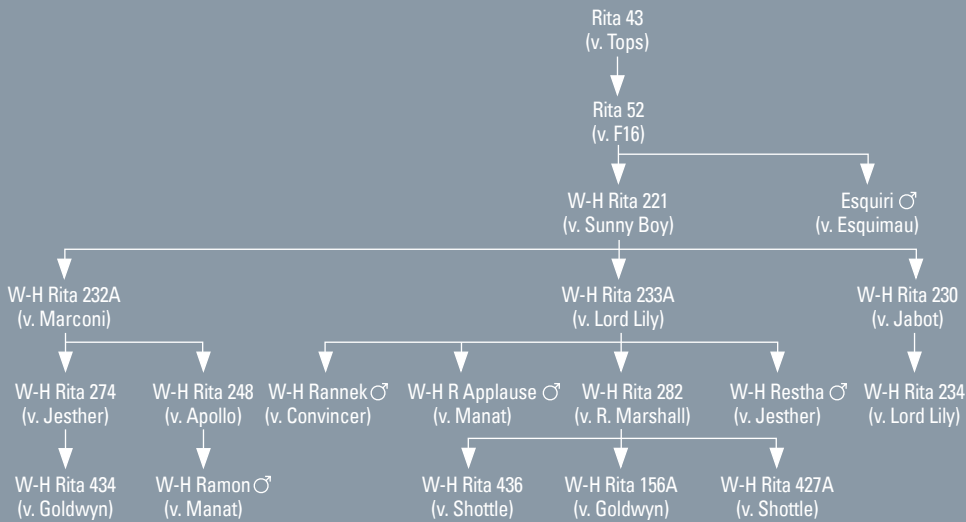 Rita 43
(v. Tops)
Rita 52
(v. F16)
W-H Rita 221
(v. Sunny Boy)
Esquiri ♂
(v. Esquimau)
W-H Rita 232A
(v. Marconi)
W-H Rita 233A
(v. Lord Lily)
W-H Rita 230
(v. Jabot)
W-H Rita 274
(v. Jesther)
W-H Rita 248
(v. Apollo)
W-H Rannek ♂
(v. Convincer)
W-H R Applause ♂
(v. Manat)
W-H Rita 282
(v. R. Marshall)
W-H Restha ♂
(v. Jesther)
W-H Rita 234
(v. Lord Lily)
W-H Rita 434
(v. Goldwyn)
W-H Ramon ♂
(v. Manat)
W-H Rita 436
(v. Shottle)
W-H Rita 156A
(v. Goldwyn)
W-H Rita 427A
(v. Shottle)